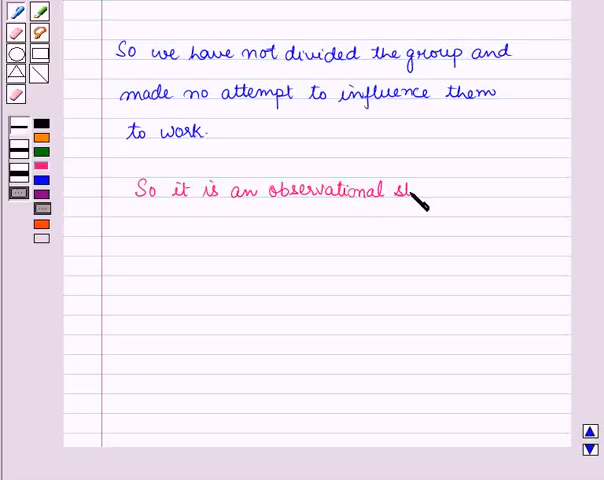 So we have not divided the group and
made no attempt to influence them
to work.
So it is an observational st